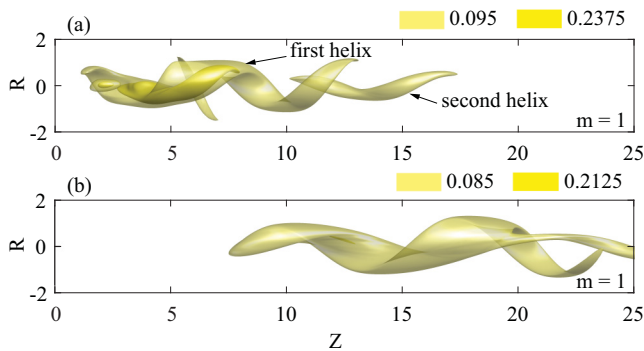 (a) 0.095 0.2375
2
first helix
R
0
second helix
-2
m = 1
0 5 10 15 20 25
(b) 0.085 0.2125
2
R
0
-2
m = 1
0 5 10 15 20 25
Z